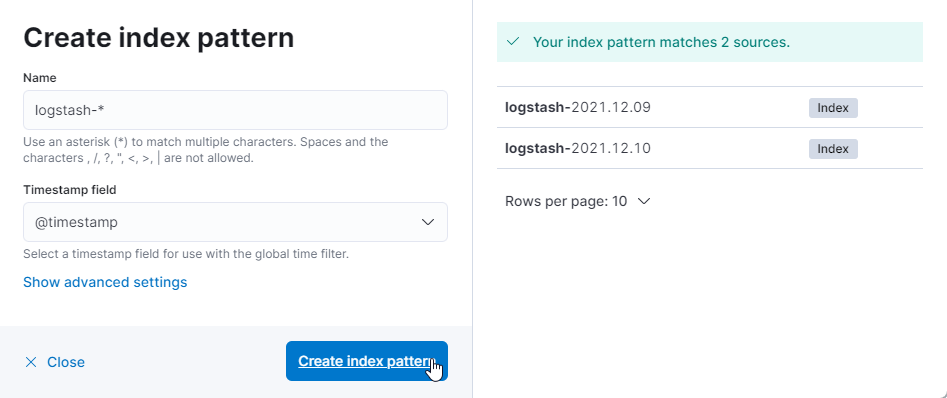 Create index pattern
Name
logstash-*
Use an asterisk (*) to match multiple characters. Spaces and the
characters , /, ?, ", <, >, | are not allowed.
Timestamp field
@timestamp
Select a timestamp field for use with the global time filter.
Show advanced settings
Close
Create index pattern
Your index pattern matches 2 sources.
logstash-2021.12.09 Index
logstash-2021.12.10 Index
Rows per page: 10